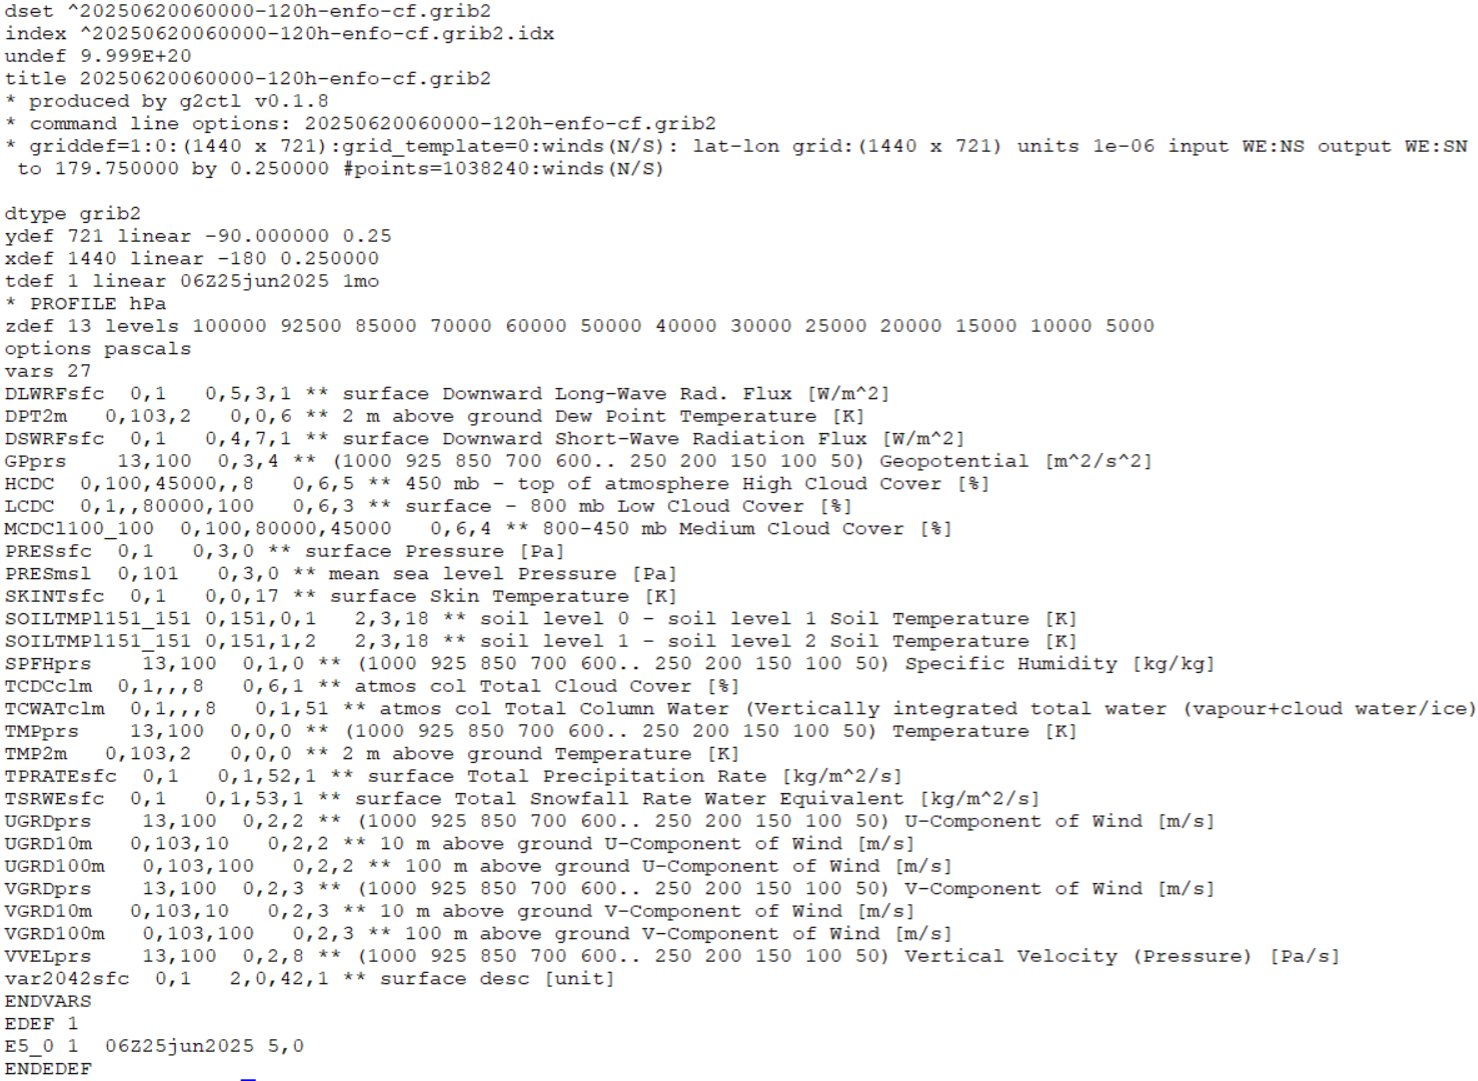 dset ^20250620060000-120h-enfo-cf.grib2
index ^20250620060000-120h-enfo-cf.grib2.idx
undef 9.999E+20
title 20250620060000-120h-enfo-cf.grib2
* produced by g2ctl v0.1.8
* command line options: 20250620060000-120h-enfo-cf.grib2
* griddef=1:0:(1440 x 721):grid_template=0:winds(N/S): lat-lon grid:(1440 x 721) units 1e-06 input WE:NS output WE:SN
to 179.750000 by 0.250000 #points=1038240:winds(N/S)

dtype grib2
ydef 721 linear -90.000000 0.25
xdef 1440 linear -180 0.250000
tdef 1 linear 06Z25jun2025 1mo
* PROFILE hPa
zdef 13 levels 100000 92500 85000 70000 60000 50000 40000 30000 25000 20000 15000 10000 5000
options pascals
vars 27
DLWRFsfc  0,1   0,5,3,1 ** surface Downward Long-Wave Rad. Flux [W/m^2]
DPT2m   0,103,2   0,0,6 ** 2 m above ground Dew Point Temperature [K]
DSWRFsfc  0,1   0,4,7,1 ** surface Downward Short-Wave Radiation Flux [W/m^2]
GPprs    13,100  0,3,4 ** (1000 925 850 700 600.. 250 200 150 100 50) Geopotential [m^2/s^2]
HCDC  0,100,45000,,8   0,6,5 ** 450 mb - top of atmosphere High Cloud Cover [%]
LCDC  0,1,,80000,100   0,6,3 ** surface - 800 mb Low Cloud Cover [%]
MCDCl100_100  0,100,80000,45000   0,6,4 ** 800-450 mb Medium Cloud Cover [%]
PRESsfc  0,1   0,3,0 ** surface Pressure [Pa]
PRESmsl  0,101   0,3,0 ** mean sea level Pressure [Pa]
SKINTsfc  0,1   0,0,17 ** surface Skin Temperature [K]
SOILTMPl151_151 0,151,0,1   2,3,18 ** soil level 0 - soil level 1 Soil Temperature [K]
SOILTMPl151_151 0,151,1,2   2,3,18 ** soil level 1 - soil level 2 Soil Temperature [K]
SPFHprs    13,100  0,1,0 ** (1000 925 850 700 600.. 250 200 150 100 50) Specific Humidity [kg/kg]
TCDCclm  0,1,,,8   0,6,1 ** atmos col Total Cloud Cover [%]
TCWATclm  0,1,,,8   0,1,51 ** atmos col Total Column Water (Vertically integrated total water (vapour+cloud water/ice)
TMPprs    13,100  0,0,0 ** (1000 925 850 700 600.. 250 200 150 100 50) Temperature [K]
TMP2m   0,103,2   0,0,0 ** 2 m above ground Temperature [K]
TPRATEsfc  0,1   0,1,52,1 ** surface Total Precipitation Rate [kg/m^2/s]
TSRWEsfc  0,1   0,1,53,1 ** surface Total Snowfall Rate Water Equivalent [kg/m^2/s]
UGRDprs    13,100  0,2,2 ** (1000 925 850 700 600.. 250 200 150 100 50) U-Component of Wind [m/s]
UGRD10m   0,103,10   0,2,2 ** 10 m above ground U-Component of Wind [m/s]
UGRD100m   0,103,100   0,2,2 ** 100 m above ground U-Component of Wind [m/s]
VGRDprs    13,100  0,2,3 ** (1000 925 850 700 600.. 250 200 150 100 50) V-Component of Wind [m/s]
VGRD10m   0,103,10   0,2,3 ** 10 m above ground V-Component of Wind [m/s]
VGRD100m   0,103,100   0,2,3 ** 100 m above ground V-Component of Wind [m/s]
VVELprs    13,100  0,2,8 ** (1000 925 850 700 600.. 250 200 150 100 50) Vertical Velocity (Pressure) [Pa/s]
var2042sfc  0,1   2,0,42,1 ** surface desc [unit]
ENDVARS
EDEF 1
E5_0 1  06Z25jun2025 5,0
ENDEDEF